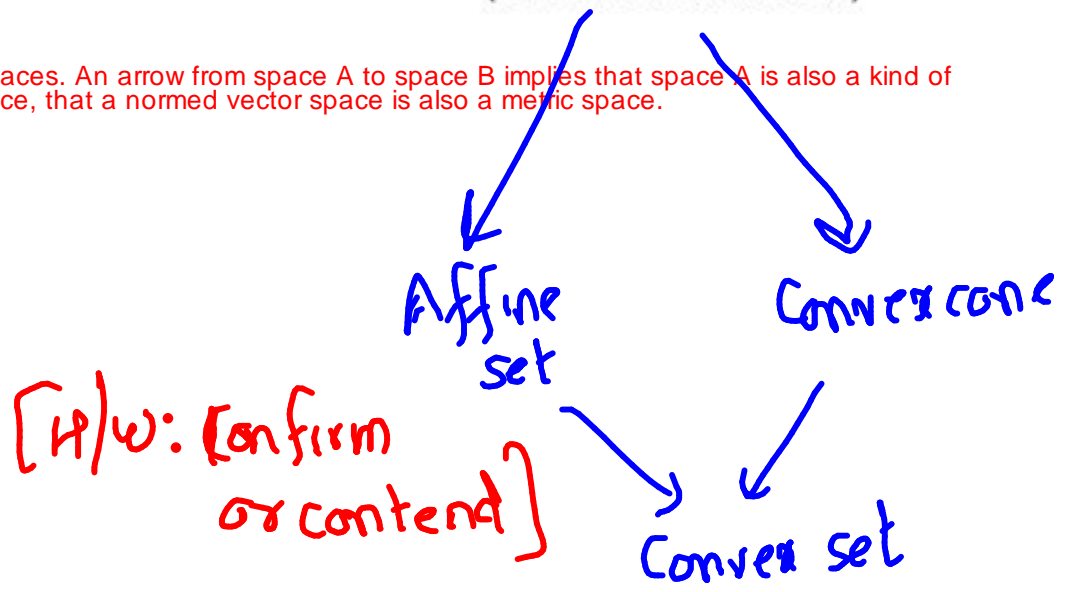 aces. An arrow from space A to space B implies that space A is also a kind of
ce, that a normed vector space is also a metric space.
Affine
set
Convex cone
[H/W: Confirm
or contend]
Convex set